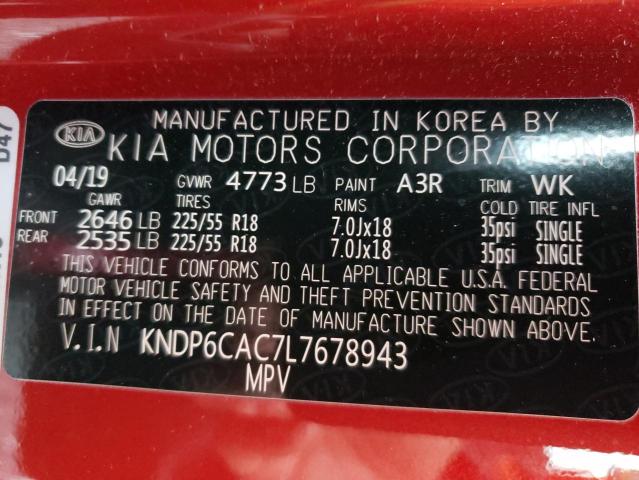 MANUFACTURED IN KOREA BY
KIA KIA MOTORS CORPORATION
04/19 GVWR 4773 LB PAINT A3R TRIM WK
GAWR TIRES RIMS COLD TIRE INFL
FRONT 2646 LB 225/55 R18 7.0Jx18 35psi SINGLE
REAR 2535 LB 225/55 R18 7.0Jx18 35psi SINGLE
THIS VEHICLE CONFORMS TO ALL APPLICABLE U.S.A. FEDERAL
MOTOR VEHICLE SAFETY AND THEFT PREVENTION STANDARDS
IN EFFECT ON THE DATE OF MANUFACTURE SHOWN ABOVE.
V.I.N KNDP6CAC7L7678943
MPV
D47